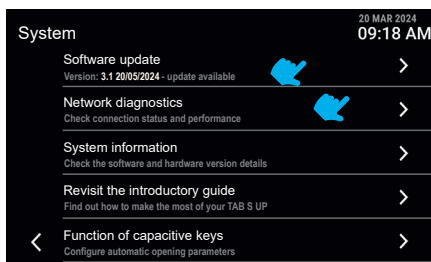 20 MAR 2024
System 09:18 AM
Software update
Version: 3.1 20/05/2024 - update available
Network diagnostics
Check connection status and performance
System information
Check the software and hardware version details
Revisit the introductory guide
Find out how to make the most of your TAB S UP
Function of capacitive keys
Configure automatic opening parameters